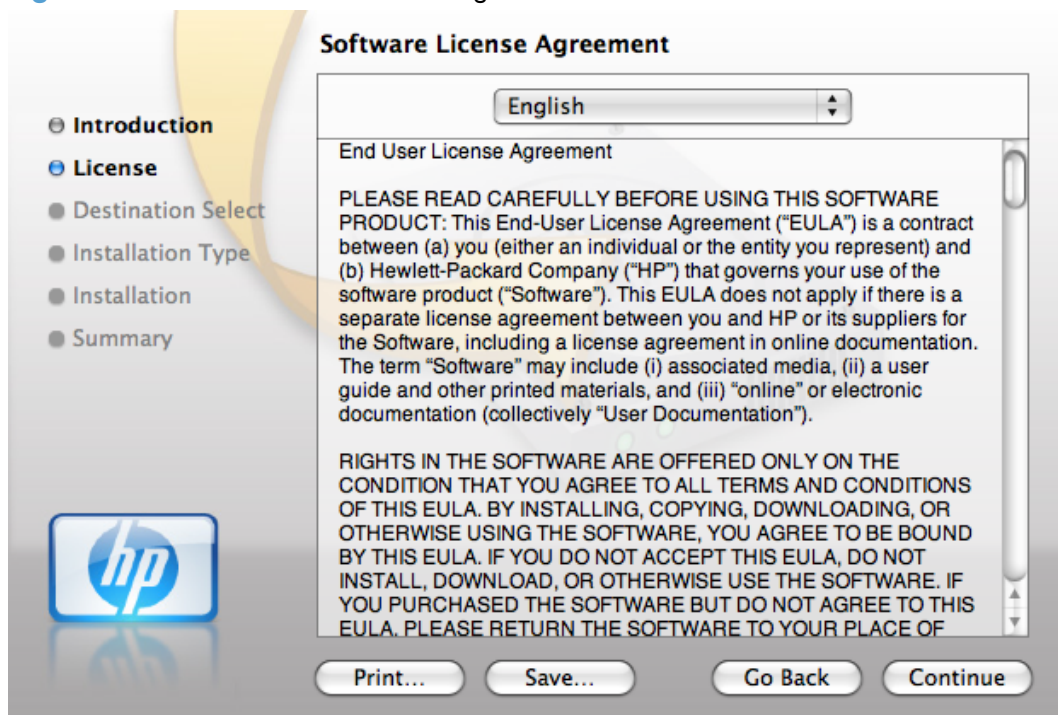 Software License Agreement
English
Introduction
License
Destination Select
Installation Type
Installation
Summary
End User License Agreement
PLEASE READ CAREFULLY BEFORE USING THIS SOFTWARE
PRODUCT: This End-User License Agreement (“EULA”) is a contract
between (a) you (either an individual or the entity you represent) and
(b) Hewlett-Packard Company (“HP”) that governs your use of the
software product (“Software”). This EULA does not apply if there is a
separate license agreement between you and HP or its suppliers for
the Software, including a license agreement in online documentation.
The term “Software” may include (i) associated media, (ii) a user
guide and other printed materials, and (iii) “online” or electronic
documentation (collectively “User Documentation”).
RIGHTS IN THE SOFTWARE ARE OFFERED ONLY ON THE
CONDITION THAT YOU AGREE TO ALL TERMS AND CONDITIONS
OF THIS EULA. BY INSTALLING, COPYING, DOWNLOADING, OR
OTHERWISE USING THE SOFTWARE, YOU AGREE TO BE BOUND
BY THIS EULA. IF YOU DO NOT ACCEPT THIS EULA, DO NOT
INSTALL, DOWNLOAD, OR OTHERWISE USE THE SOFTWARE. IF
YOU PURCHASED THE SOFTWARE BUT DO NOT AGREE TO THIS
EULA, PLEASE RETURN THE SOFTWARE TO YOUR PLACE OF
hp
Print...
Save...
Go Back
Continue